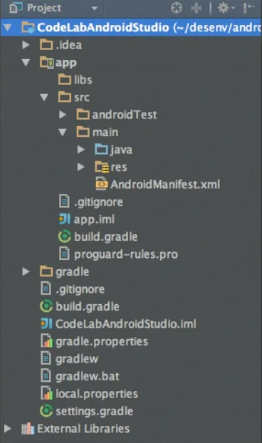 Project
CodeLabAndroidStudio (~/desenv/andro
.idea
app
libs
src
androidTest
main
java
res
AndroidManifest.xml
.gitignore
app.iml
build.gradle
proguard-rules.pro
gradle
.gitignore
build.gradle
CodeLabAndroidStudio.iml
gradle.properties
gradlew
gradlew.bat
local.properties
settings.gradle
External Libraries